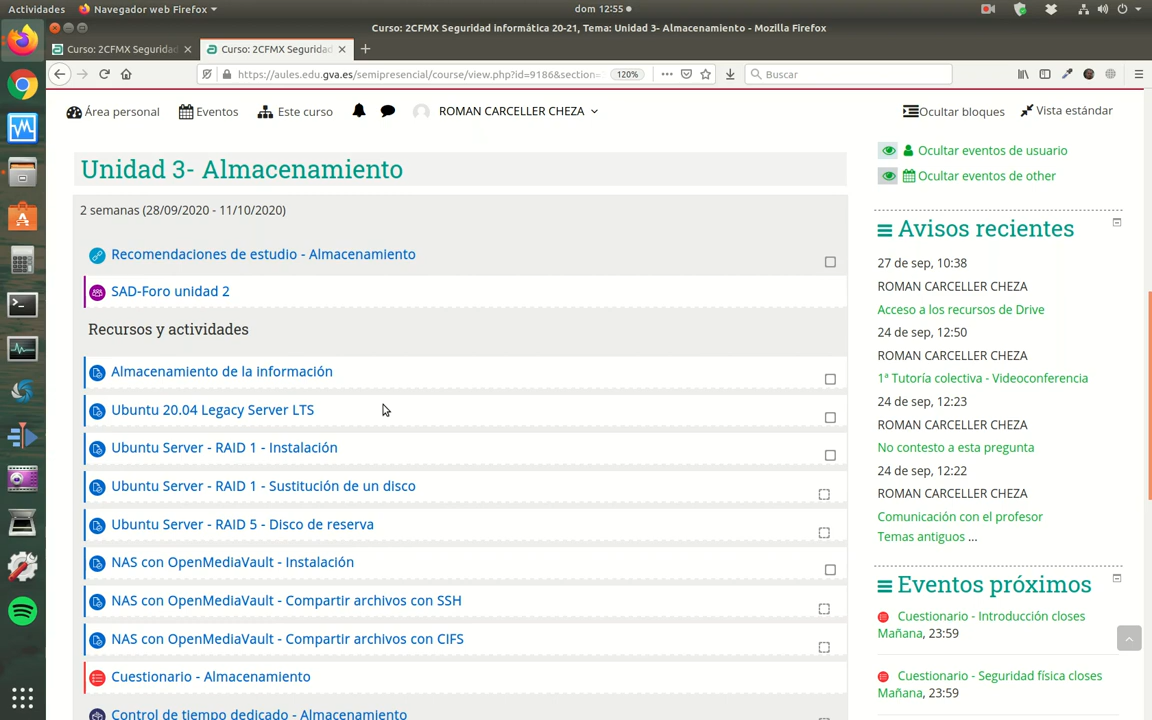 Actividades
Navegador web Firefox
dom 12:55
Curso: 2CFMX Seguridad informática 20-21, Tema: Unidad 3- Almacenamiento - Mozilla Firefox
Curso: 2CFMX Seguridad
Curso: 2CFMX Seguridad
https://aules.edu.gva.es/semipresencial/course/view.php?id=9186&section=
120%
Buscar
Área personal
Eventos
Este curso
ROMAN CARCELLER CHEZA
Ocultar bloques
Vista estándar
Unidad 3- Almacenamiento
2 semanas (28/09/2020 - 11/10/2020)
Recomendaciones de estudio - Almacenamiento
SAD-Foro unidad 2
Recursos y actividades
Almacenamiento de la información
Ubuntu 20.04 Legacy Server LTS
Ubuntu Server - RAID 1 - Instalación
Ubuntu Server - RAID 1 - Sustitución de un disco
Ubuntu Server - RAID 5 - Disco de reserva
NAS con OpenMediaVault - Instalación
NAS con OpenMediaVault - Compartir archivos con SSH
NAS con OpenMediaVault - Compartir archivos con CIFS
Cuestionario - Almacenamiento
Control de tiempo dedicado - Almacenamiento
Ocultar eventos de usuario
Ocultar eventos de other
Avisos recientes
27 de sep, 10:38
ROMAN CARCELLER CHEZA
Acceso a los recursos de Drive
24 de sep, 12:50
ROMAN CARCELLER CHEZA
1ª Tutoría colectiva - Videoconferencia
24 de sep, 12:23
ROMAN CARCELLER CHEZA
No contesto a esta pregunta
24 de sep, 12:22
ROMAN CARCELLER CHEZA
Comunicación con el profesor
Temas antiguos ...
Eventos próximos
Cuestionario - Introducción closes
Mañana, 23:59
Cuestionario - Seguridad física closes
Mañana, 23:59